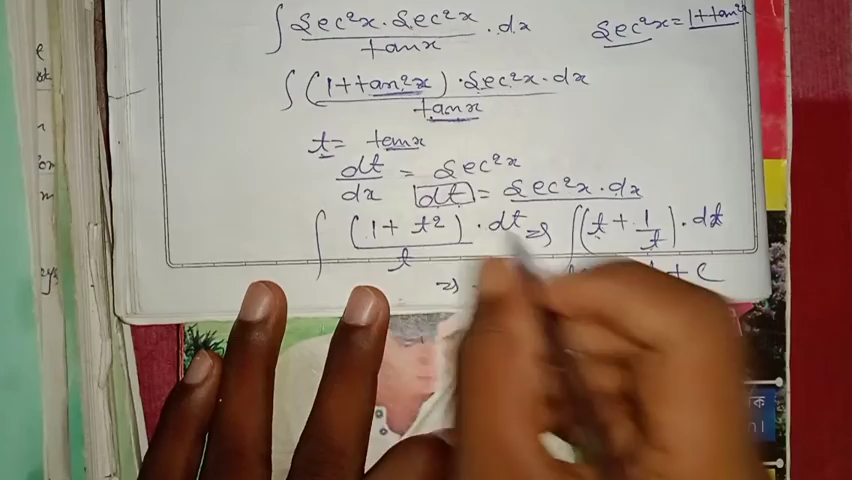 ∫ sec²x · sec²x / tanx · dx    sec²x = 1+tan²x
∫ (1+tan²x) · sec²x · dx / tanx
t = tanx
dt/dx = sec²x
dt = sec²x · dx
∫ (1+t²)/t · dt ⇒ ∫ (t + 1/t) · dt
⇒ + C